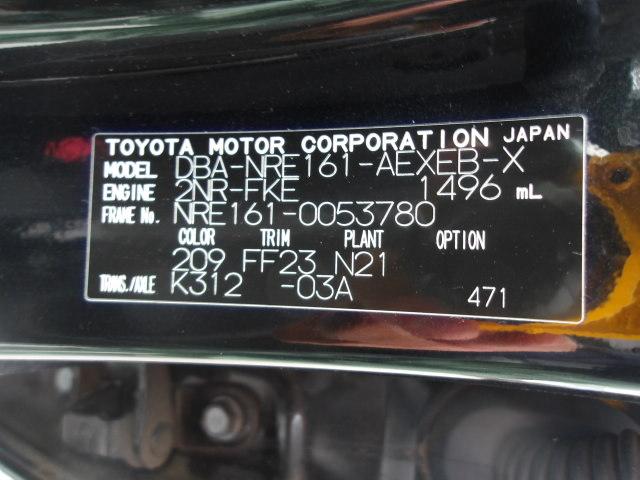 TOYOTA MOTOR CORPORATION JAPAN
MODEL DBA-NRE161-AEXEB-X
ENGINE 2NR-FKE 1496 mL
FRAME No. NRE161-0053780
COLOR TRIM PLANT OPTION
209 FF23 N21
TRANS./AXLE K312 -03A 471